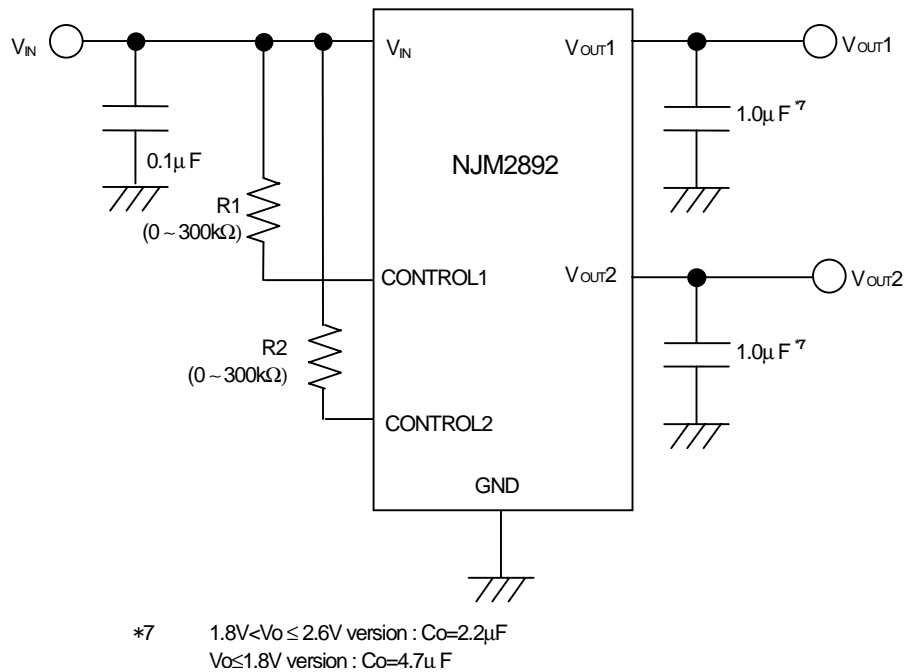 VIN
VIN
VOUT1
VOUT1
1.0μF *7
0.1μF
NJM2892
R1
(0~300kΩ)
CONTROL1
VOUT2
VOUT2
R2
(0~300kΩ)
1.0μF *7
CONTROL2
GND
*7 1.8V<Vo≤2.6V version : Co=2.2μF
Vo≤1.8V version : Co=4.7μF